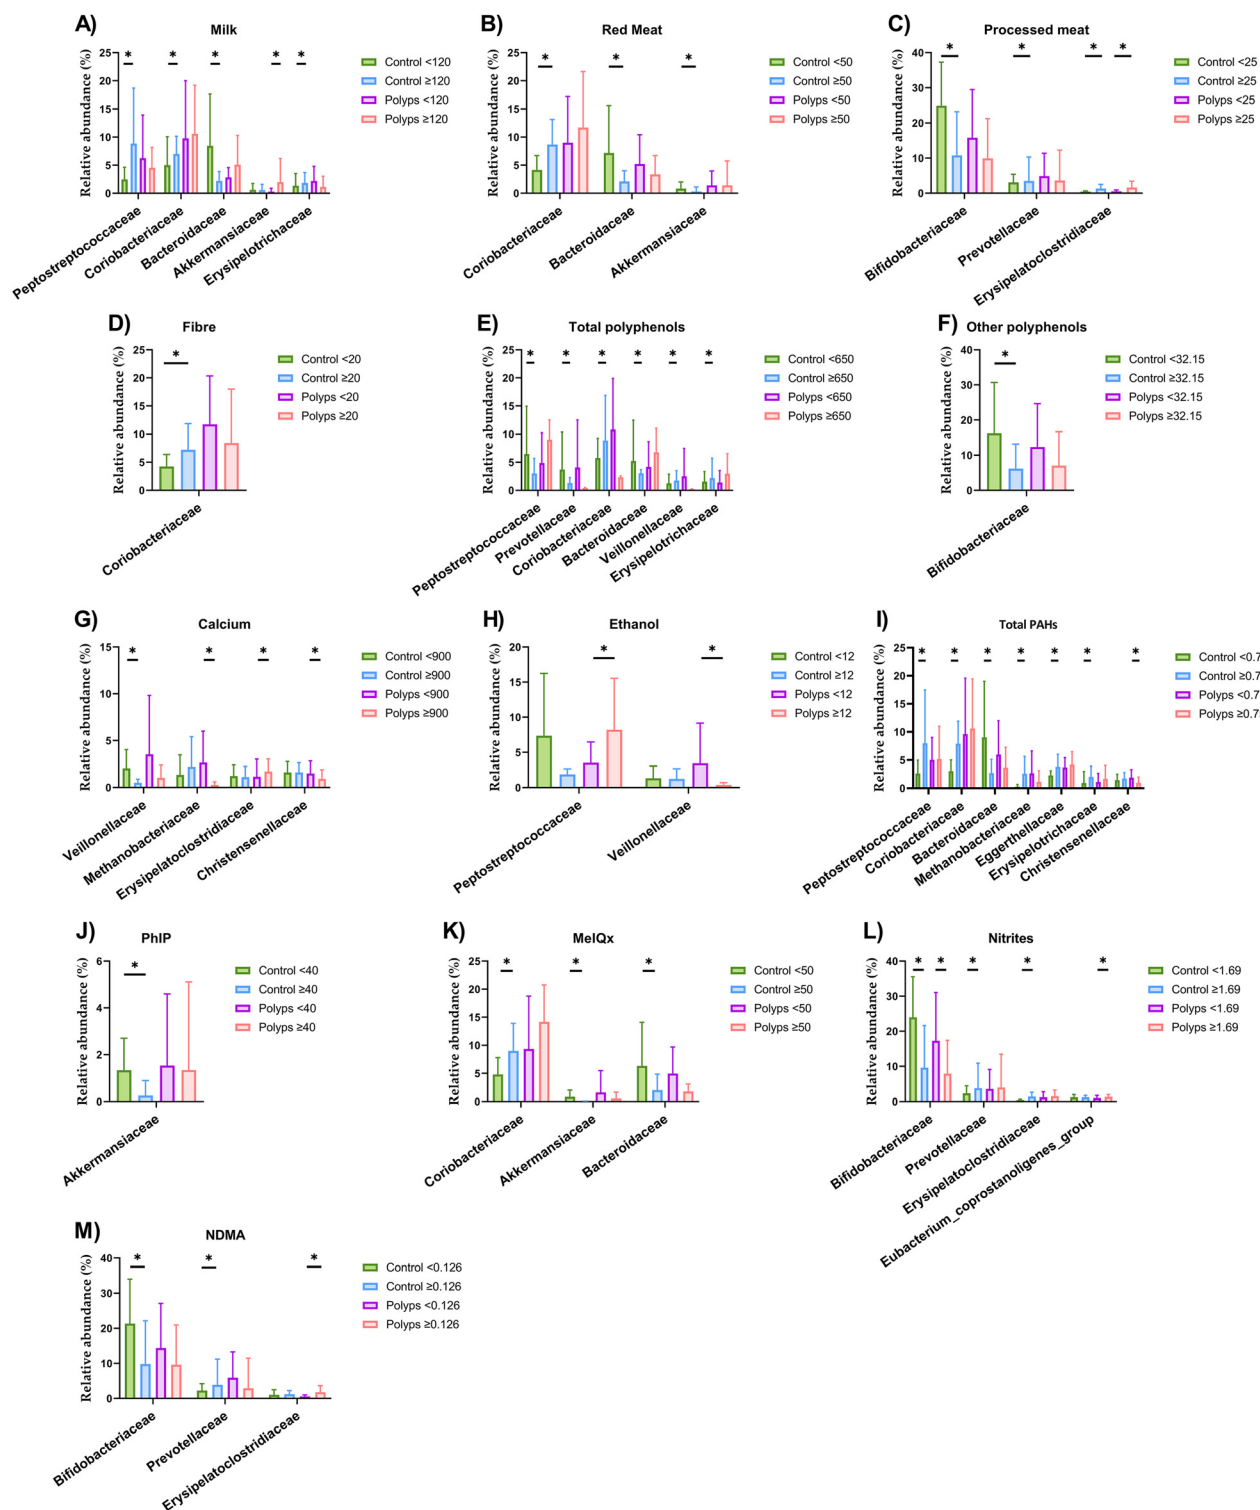 A)
Milk
Relative abundance (%)
25
20
15
10
5
0
* * * * *
Peptostreptococcaceae
Coriobacteriaceae
Bacteroidaceae
Akkermansiaceae
Erysipelotrichaceae
Control <120
Control ≥120
Polyps <120
Polyps ≥120
B)
Red Meat
Relative abundance (%)
25
20
15
10
5
0
* * *
Coriobacteriaceae
Bacteroidaceae
Akkermansiaceae
Control <50
Control ≥50
Polyps <50
Polyps ≥50
C)
Processed meat
Relative abundance (%)
40
30
20
10
0
* * * *
Bifidobacteriaceae
Prevotellaceae
Erysipelatoclostridiaceae
Control <25
Control ≥25
Polyps <25
Polyps ≥25
D)
Fibre
Relative abundance (%)
25
20
15
10
5
0
*
Coriobacteriaceae
Control <20
Control ≥20
Polyps <20
Polyps ≥20
E)
Total polyphenols
Relative abundance (%)
25
20
15
10
5
0
* * * * * *
Peptostreptococcaceae
Prevotellaceae
Coriobacteriaceae
Bacteroidaceae
Veillonellaceae
Erysipelotrichaceae
Control <650
Control ≥650
Polyps <650
Polyps ≥650
F)
Other polyphenols
Relative abundance (%)
40
30
20
10
0
*
Bifidobacteriaceae
Control <32.15
Control ≥32.15
Polyps <32.15
Polyps ≥32.15
G)
Calcium
Relative abundance (%)
15
10
5
0
* * * *
Veillonellaceae
Methanobacteriaceae
Erysipelatoclostridiaceae
Christensenellaceae
Control <900
Control ≥900
Polyps <900
Polyps ≥900
H)
Ethanol
Relative abundance (%)
20
15
10
5
0
* *
Peptostreptococcaceae
Veillonellaceae
Control <12
Control ≥12
Polyps <12
Polyps ≥12
I)
Total PAHs
Relative abundance (%)
25
20
15
10
5
0
* * * * * * *
Peptostreptococcaceae
Coriobacteriaceae
Bacteroidaceae
Methanobacteriaceae
Eggerthellaceae
Erysipelotrichaceae
Christensenellaceae
Control <0.7
Control ≥0.7
Polyps <0.7
Polyps ≥0.7
J)
PhIP
Relative abundance (%)
6
4
2
0
*
Akkermansiaceae
Control <40
Control ≥40
Polyps <40
Polyps ≥40
K)
MeIQx
Relative abundance (%)
25
20
15
10
5
0
* * *
Coriobacteriaceae
Akkermansiaceae
Bacteroidaceae
Control <50
Control ≥50
Polyps <50
Polyps ≥50
L)
Nitrites
Relative abundance (%)
40
30
20
10
0
* * * * *
Bifidobacteriaceae
Prevotellaceae
Erysipelatoclostridiaceae
Eubacterium_coprostanoligenes_group
Control <1.69
Control ≥1.69
Polyps <1.69
Polyps ≥1.69
M)
NDMA
Relative abundance (%)
40
30
20
10
0
* * *
Bifidobacteriaceae
Prevotellaceae
Erysipelatoclostridiaceae
Control <0.126
Control ≥0.126
Polyps <0.126
Polyps ≥0.126